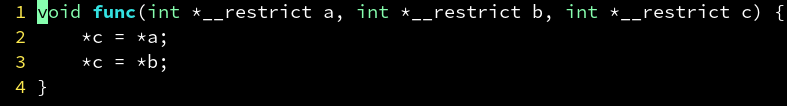 1 void func(int *__restrict a, int *__restrict b, int *__restrict c) {
2     *c = *a;
3     *c = *b;
4 }